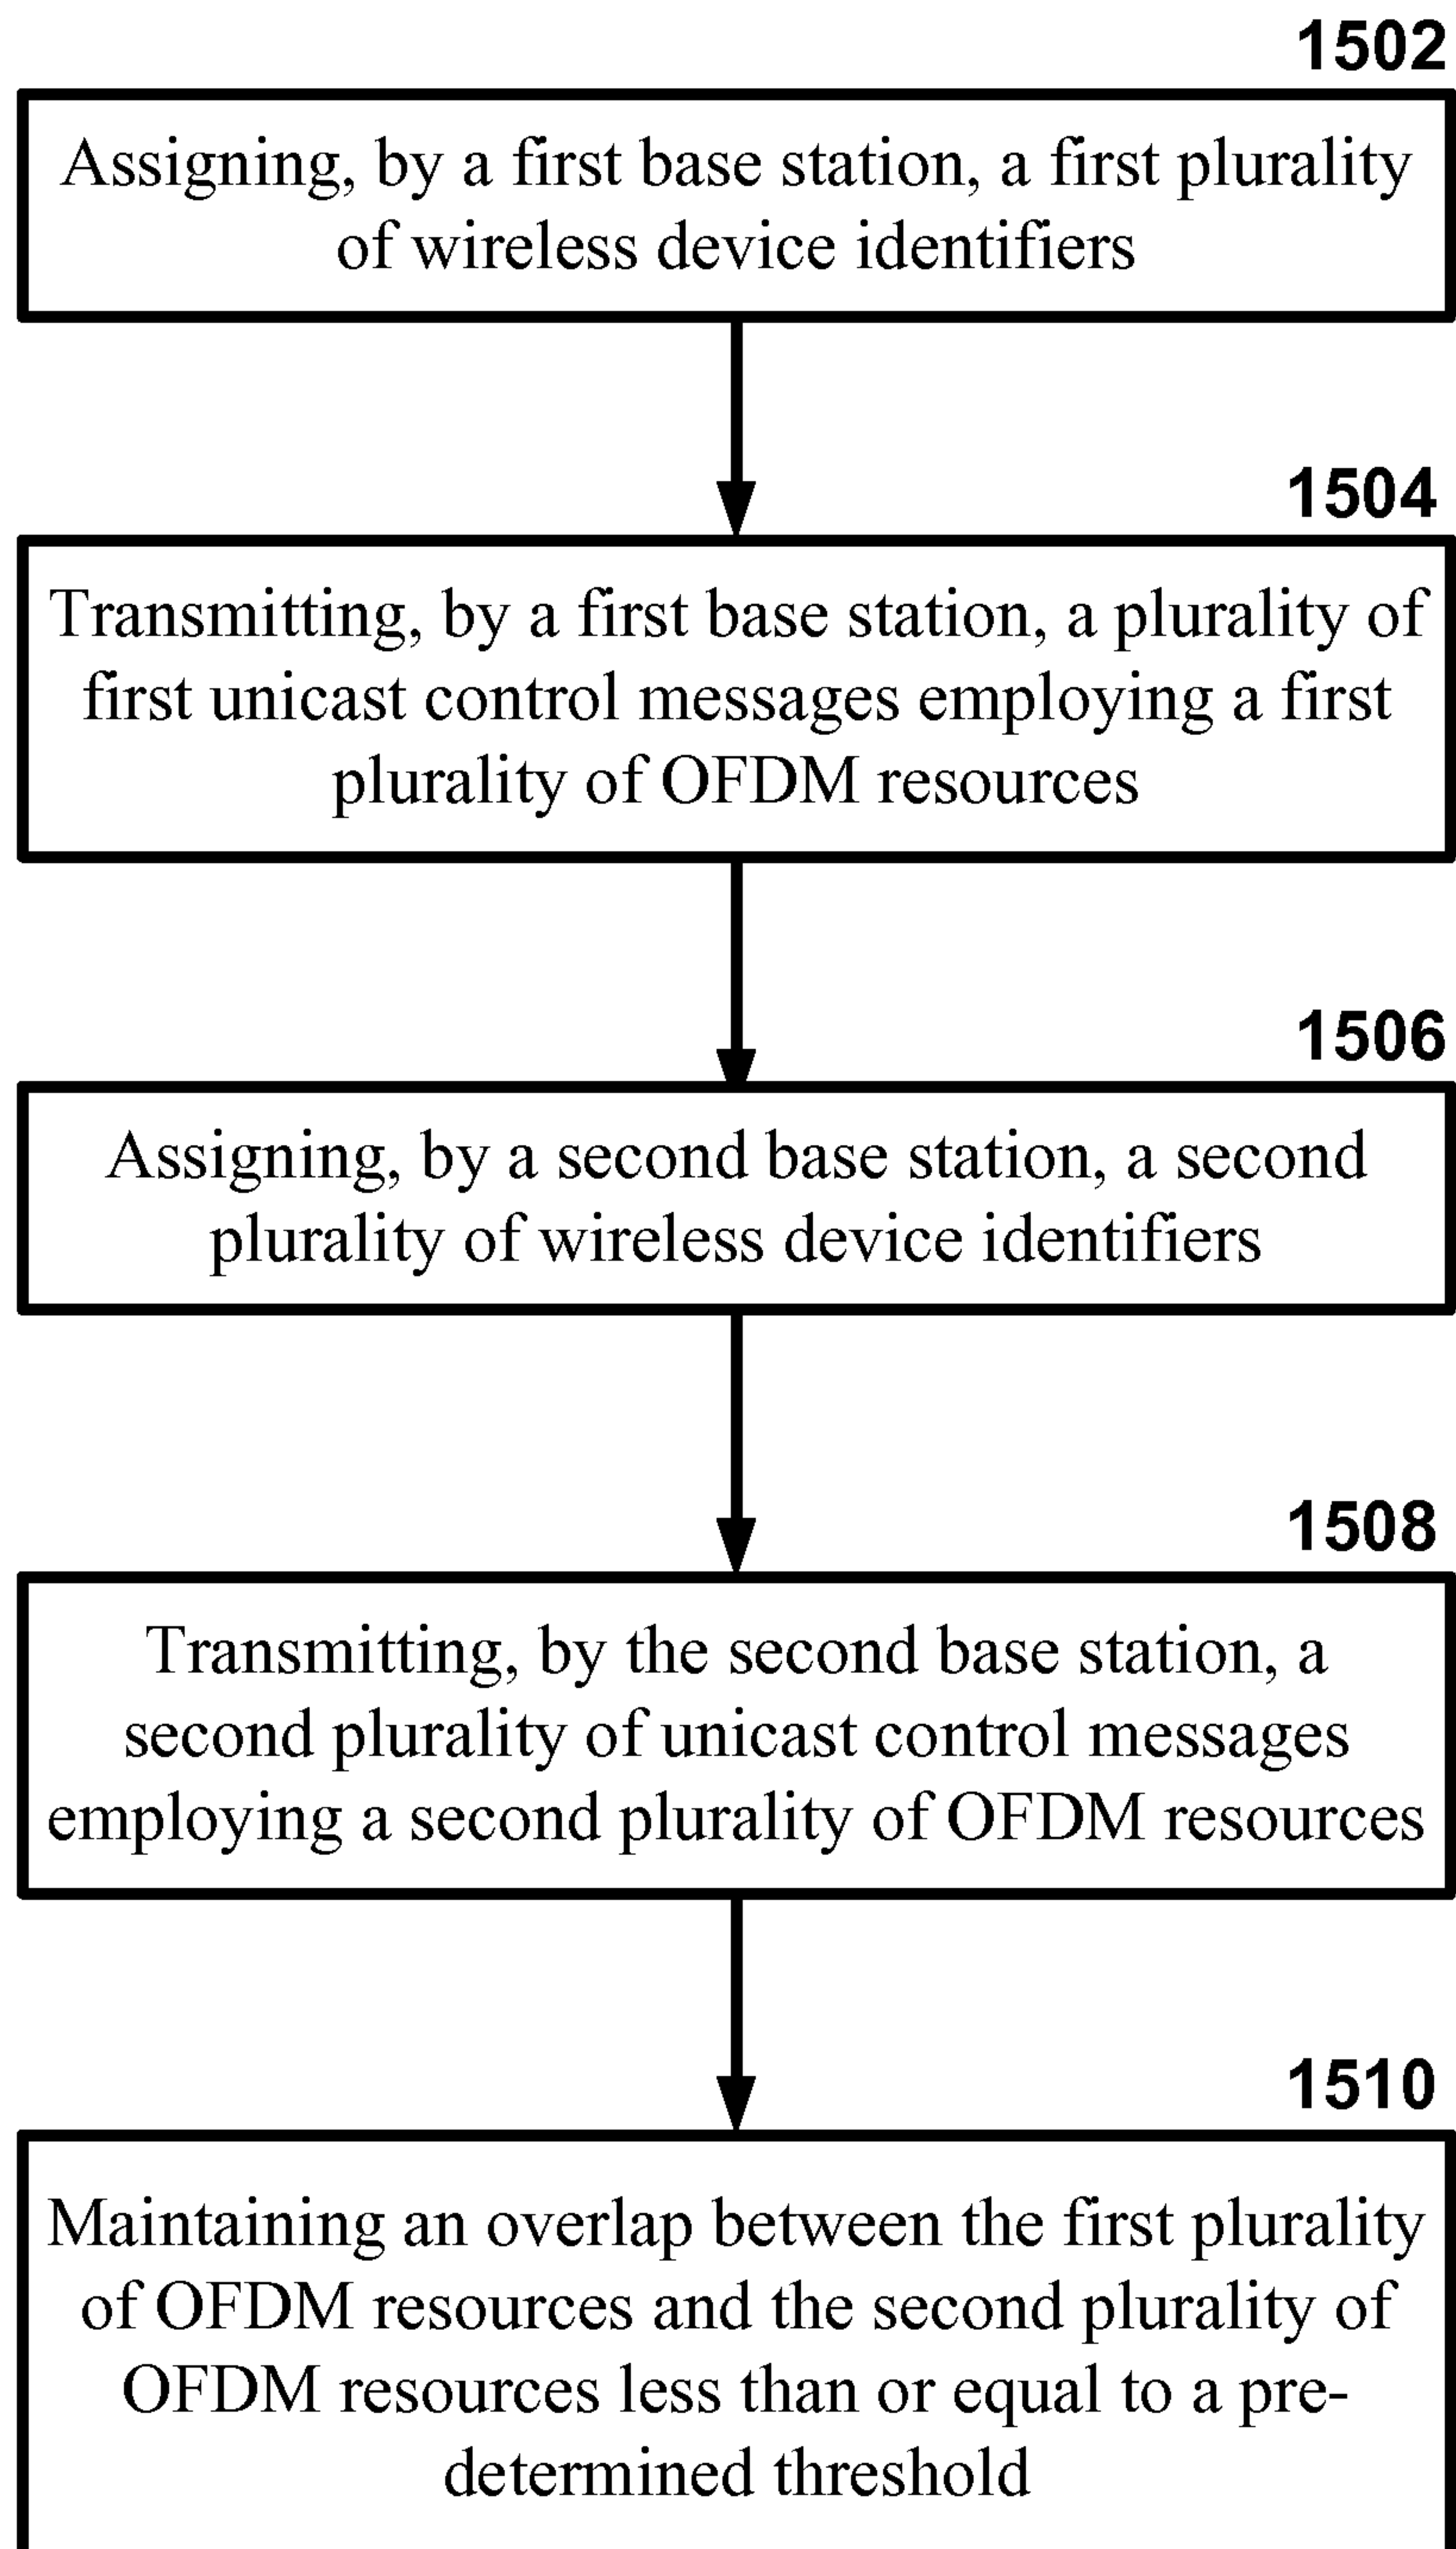 1502
Assigning, by a first base station, a first plurality
of wireless device identifiers
1504
Transmitting, by a first base station, a plurality of
first unicast control messages employing a first
plurality of OFDM resources
1506
Assigning, by a second base station, a second
plurality of wireless device identifiers
1508
Transmitting, by the second base station, a
second plurality of unicast control messages
employing a second plurality of OFDM resources
1510
Maintaining an overlap between the first plurality
of OFDM resources and the second plurality of
OFDM resources less than or equal to a pre-
determined threshold